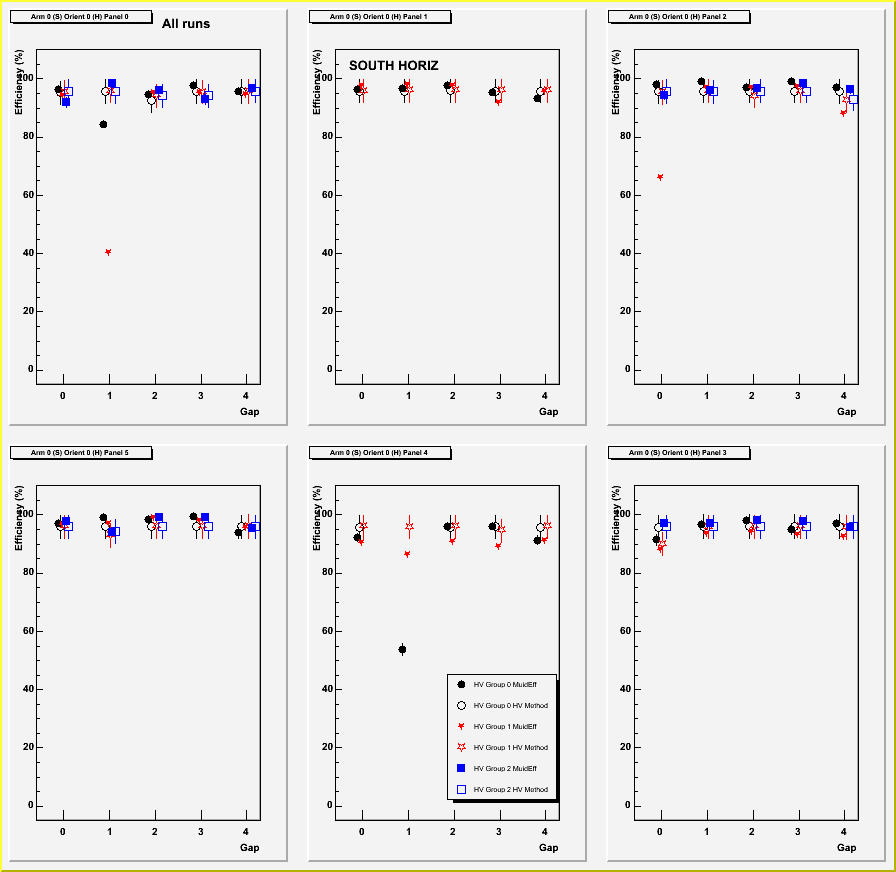 Arm 0 (S) Orient 0 (H) Panel 0
All runs
Efficiency (%)
100
80
60
40
20
0
0 1 2 3 4
Gap
Arm 0 (S) Orient 0 (H) Panel 1
SOUTH HORIZ
Efficiency (%)
100
80
60
40
20
0
0 1 2 3 4
Gap
Arm 0 (S) Orient 0 (H) Panel 2
Efficiency (%)
100
80
60
40
20
0
0 1 2 3 4
Gap
Arm 0 (S) Orient 0 (H) Panel 5
Efficiency (%)
100
80
60
40
20
0
0 1 2 3 4
Gap
Arm 0 (S) Orient 0 (H) Panel 4
Efficiency (%)
100
80
60
40
20
0
0 1 2 3 4
Gap
HV Group 0 MuidEff
HV Group 0 HV Method
HV Group 1 MuidEff
HV Group 1 HV Method
HV Group 2 MuidEff
HV Group 2 HV Method
Arm 0 (S) Orient 0 (H) Panel 3
Efficiency (%)
100
80
60
40
20
0
0 1 2 3 4
Gap